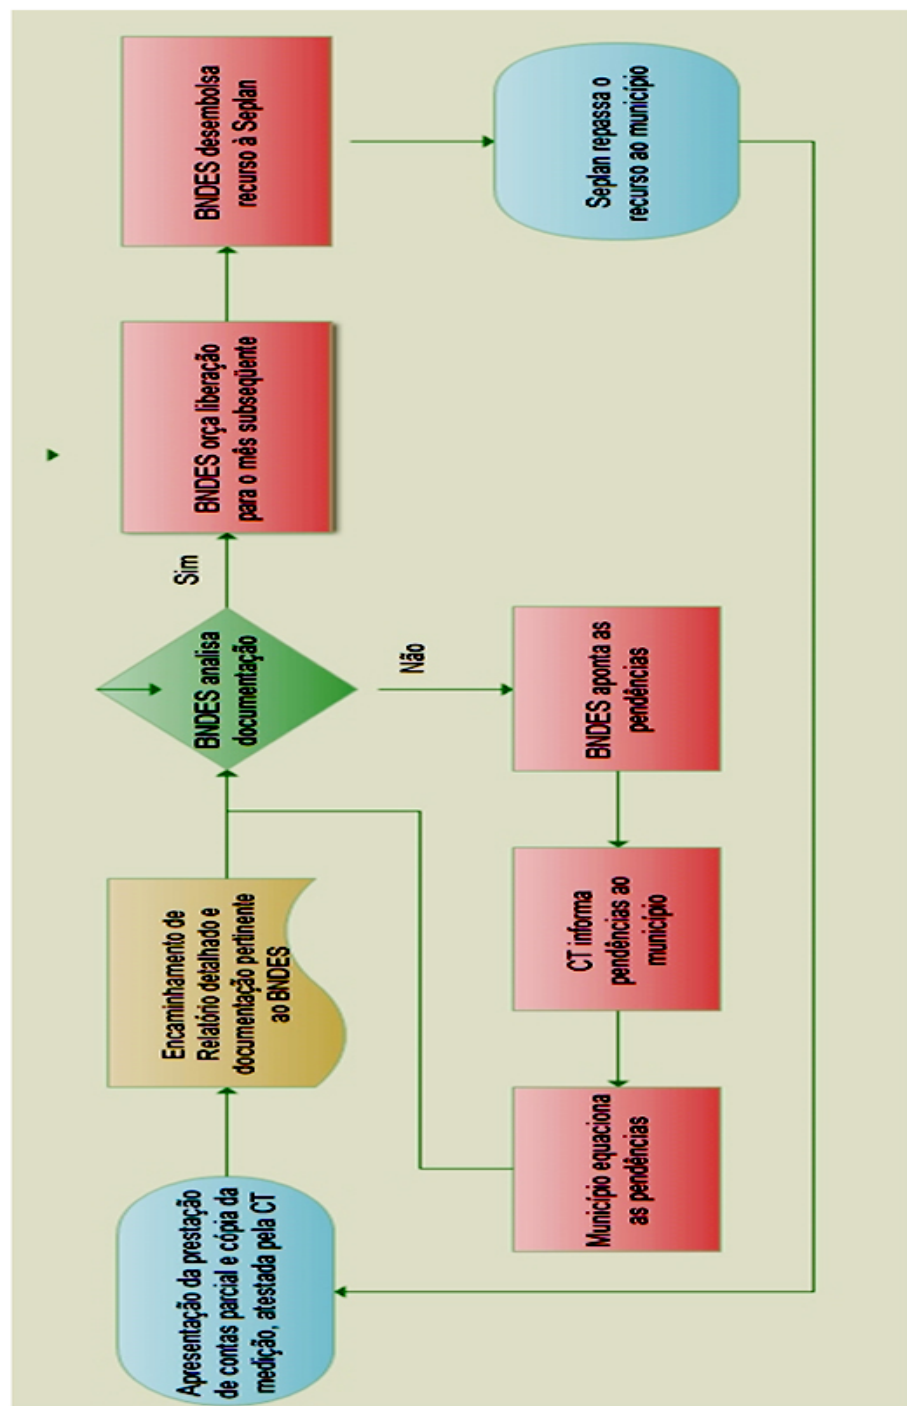 Apresentação da prestação
de contas parcial e cópia da
medição, atestada pela CT
Encaminhamento de
Relatório detalhado e
documentação pertinente
ao BNDES
BNDES analisa
documentação
Sim
BNDES orça liberação
para o mês subseqüente
BNDES desembolsa
recurso à Seplan
Seplan repassa o
recurso ao município
Não
BNDES aponta as
pendências
CT informa
pendências ao
município
Município equaciona
as pendências